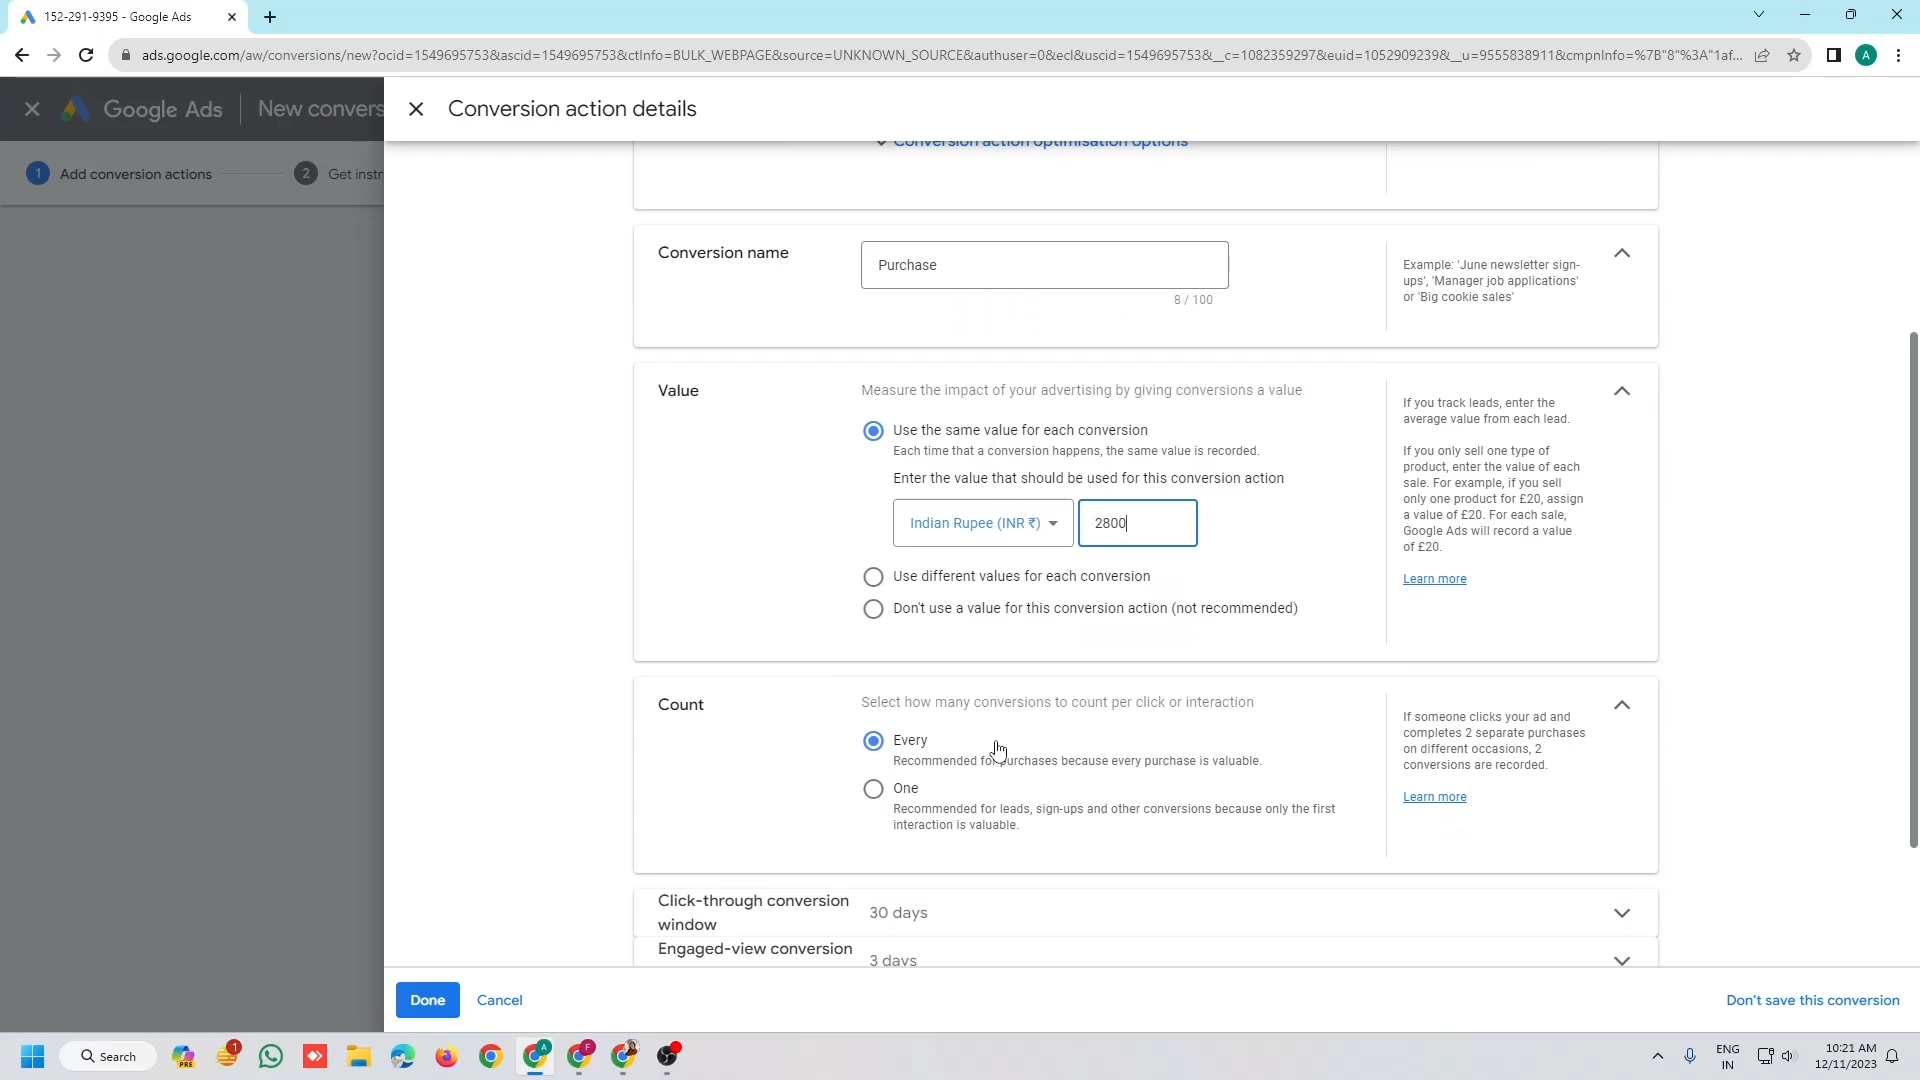 152-291-9395 - Google Ads
ads.google.com/aw/conversions/new?ocid=1549695753&ascid=1549695753&ctInfo=BULK_WEBPAGE&source=UNKNOWN_SOURCE&authuser=0&ecl&uscid=1549695753&__c=1082359297&euid=1052909239&__u=9555838911&cmpnInfo=%7B"8"%3A"1af...
A
Google Ads
New convers
Conversion action details
1
Add conversion actions
2
Get instr
Conversion action optimisation options
Conversion name
Purchase
8 / 100
Example: 'June newsletter sign-
ups', 'Manager job applications'
or 'Big cookie sales'
Value
Measure the impact of your advertising by giving conversions a value
Use the same value for each conversion
Each time that a conversion happens, the same value is recorded.
Enter the value that should be used for this conversion action
Indian Rupee (INR ₹)
2800
Use different values for each conversion
Don't use a value for this conversion action (not recommended)
If you track leads, enter the
average value from each lead.
If you only sell one type of
product, enter the value of each
sale. For example, if you sell
only one product for £20, assign
a value of £20. For each sale,
Google Ads will record a value
of £20.
Learn more
Count
Select how many conversions to count per click or interaction
Every
Recommended for purchases because every purchase is valuable.
One
Recommended for leads, sign-ups and other conversions because only the first
interaction is valuable.
If someone clicks your ad and
completes 2 separate purchases
on different occasions, 2
conversions are recorded.
Learn more
Click-through conversion
window
30 days
Engaged-view conversion
3 days
Done
Cancel
Don't save this conversion
Search
PRE
1
A
F
ENG
IN
10:21 AM
12/11/2023